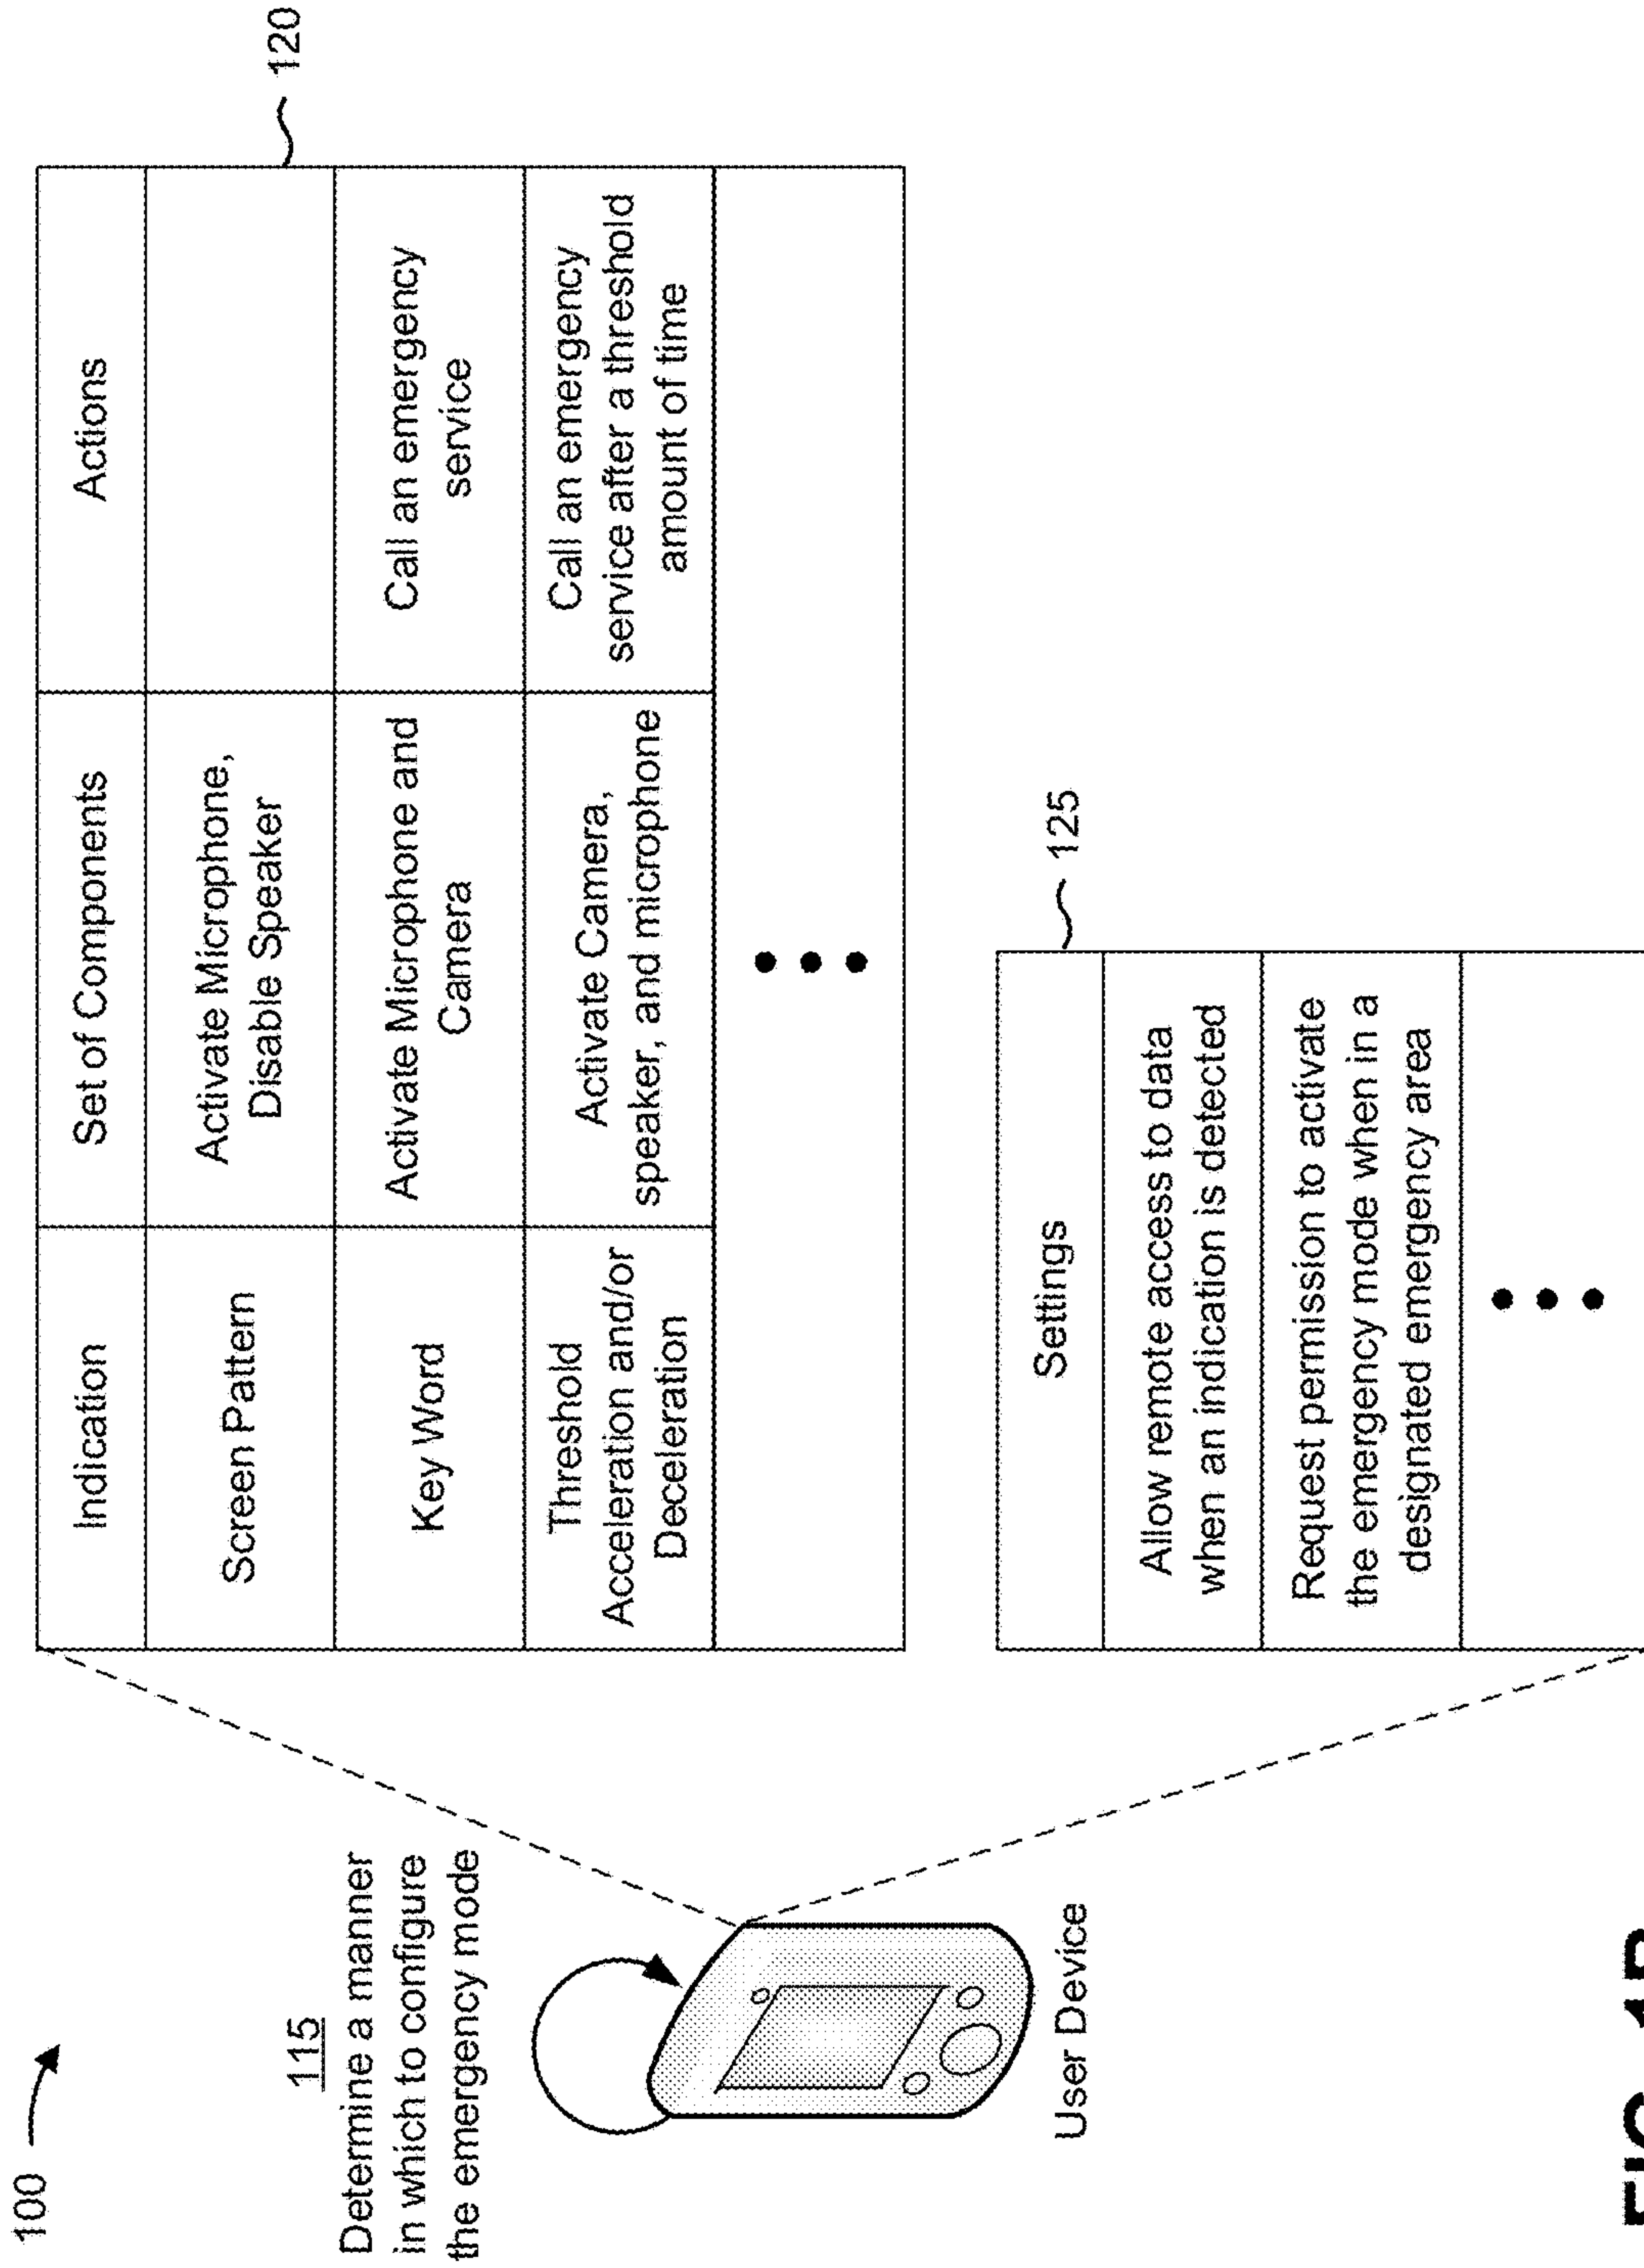 100
115
Determine a manner
in which to configure
the emergency mode
User Device
Indication
Set of Components
Actions
Screen Pattern
Activate Microphone,
Disable Speaker
Key Word
Activate Microphone and
Camera
Call an emergency
service
Threshold
Acceleration and/or
Deceleration
Activate Camera,
speaker, and microphone
Call an emergency
service after a threshold
amount of time
120
Settings
Allow remote access to data
when an indication is detected
Request permission to activate
the emergency mode when in a
designated emergency area
125
FIG. 1B